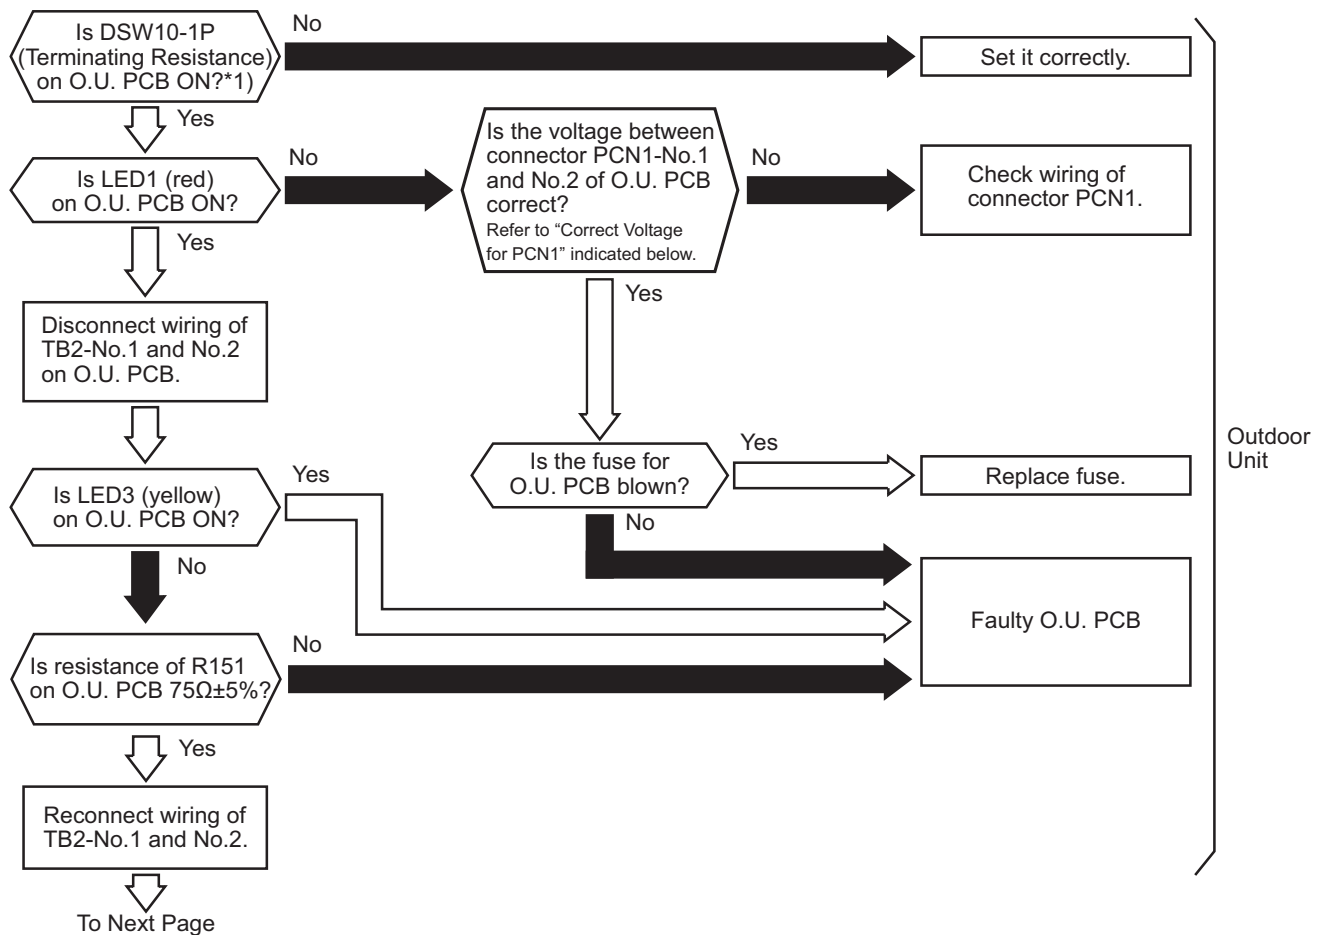 Is DSW10-1P
(Terminating Resistance)
on O.U. PCB ON?*1)
No
Set it correctly.
Yes
Is LED1 (red)
on O.U. PCB ON?
No
Is the voltage between
connector PCN1-No.1
and No.2 of O.U. PCB
correct?
Refer to “Correct Voltage
for PCN1” indicated below.
No
Check wiring of
connector PCN1.
Yes
Yes
Disconnect wiring of
TB2-No.1 and No.2
on O.U. PCB.
Is LED3 (yellow)
on O.U. PCB ON?
Yes
Is the fuse for
O.U. PCB blown?
Yes
Replace fuse.
Outdoor
Unit
No
No
Faulty O.U. PCB
Is resistance of R151
on O.U. PCB 75Ω±5%?
No
Yes
Reconnect wiring of
TB2-No.1 and No.2.
To Next Page